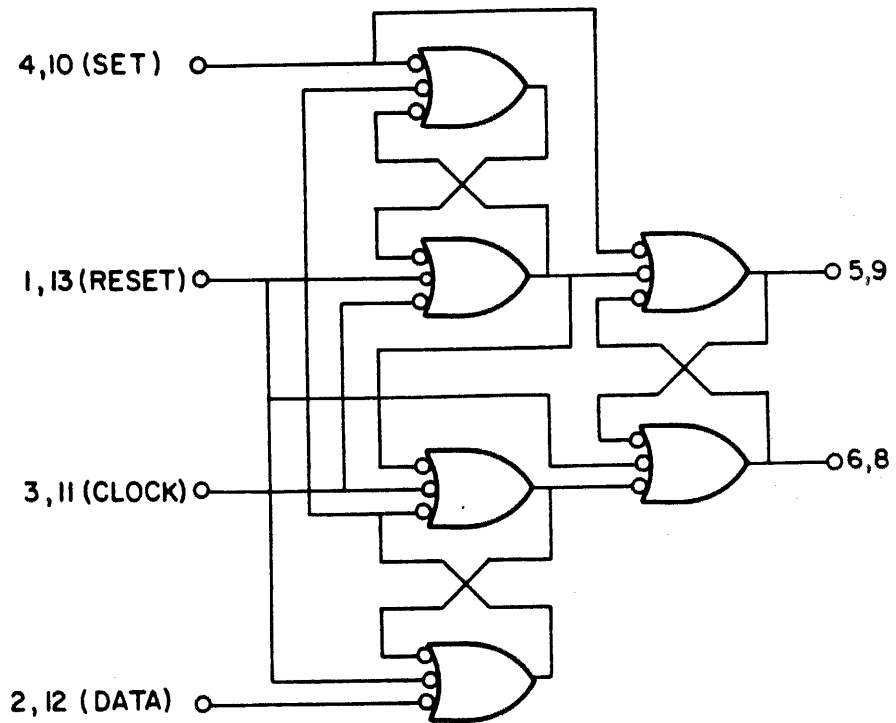 4,10 (SET)
1,13 (RESET)
5,9
6,8
3,11 (CLOCK)
2,12 (DATA)